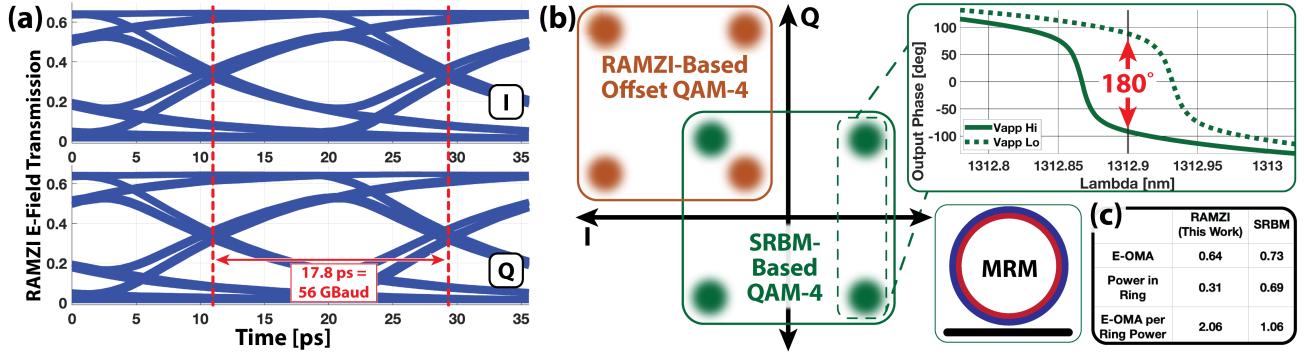 (a)
RAMZI E-Field Transmission
0.6
0.4
0.2
0
0 5 10 15 20 25 30 35
I
0.6
0.4
0.2
0
0 5 10 15 20 25 30 35
Q
17.8 ps =
56 GBaud
Time [ps]
(b)
Q
I
RAMZI-Based
Offset QAM-4
SRBM-
Based
QAM-4
Output Phase [deg]
100
50
0
-50
-100
180°
Vapp Hi
Vapp Lo
1312.8 1312.85 1312.9 1312.95 1313
Lambda [nm]
MRM
(c)
RAMZI
(This Work)
SRBM
E-OMA 0.64 0.73
Power in
Ring
0.31 0.69
E-OMA per
Ring Power
2.06 1.06